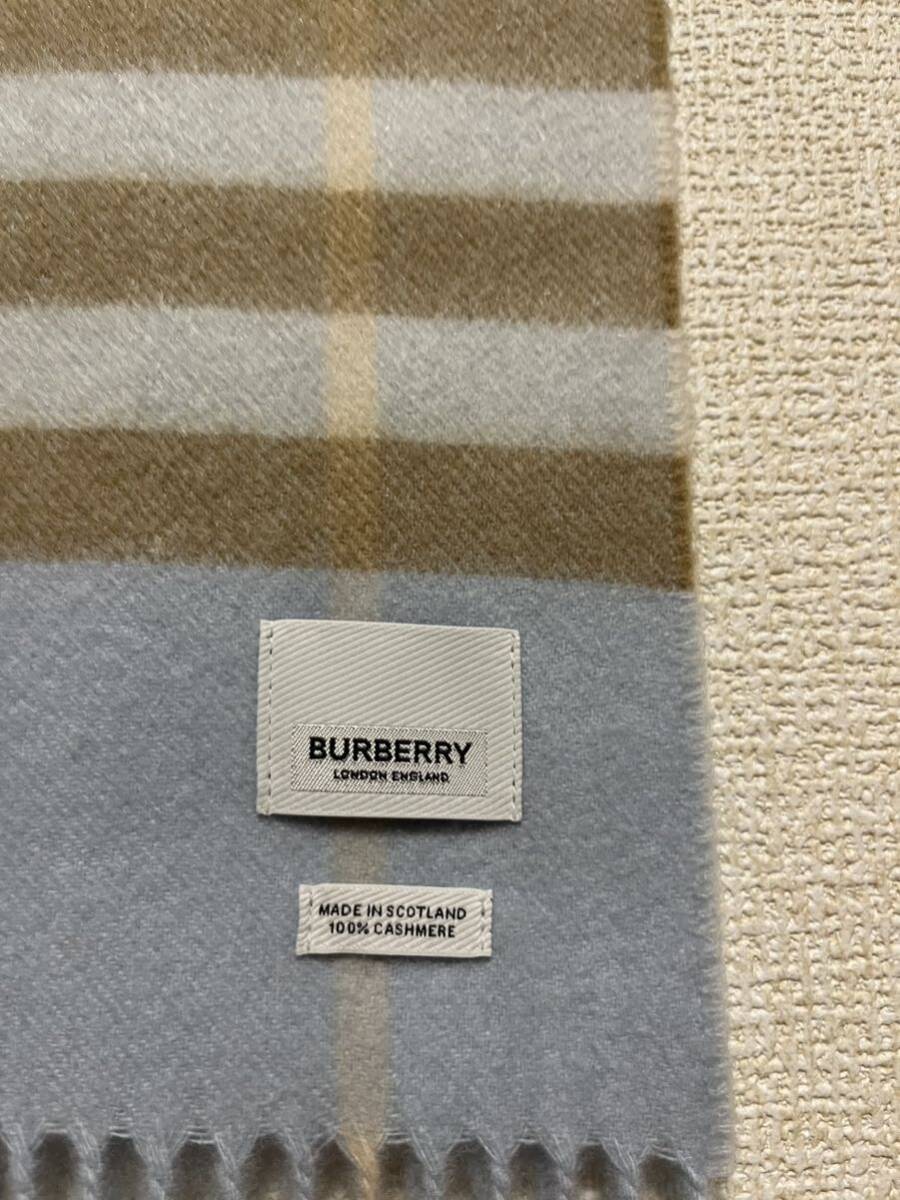 BURBERRY
LONDON ENGLAND
MADE IN SCOTLAND
100% CASHMERE